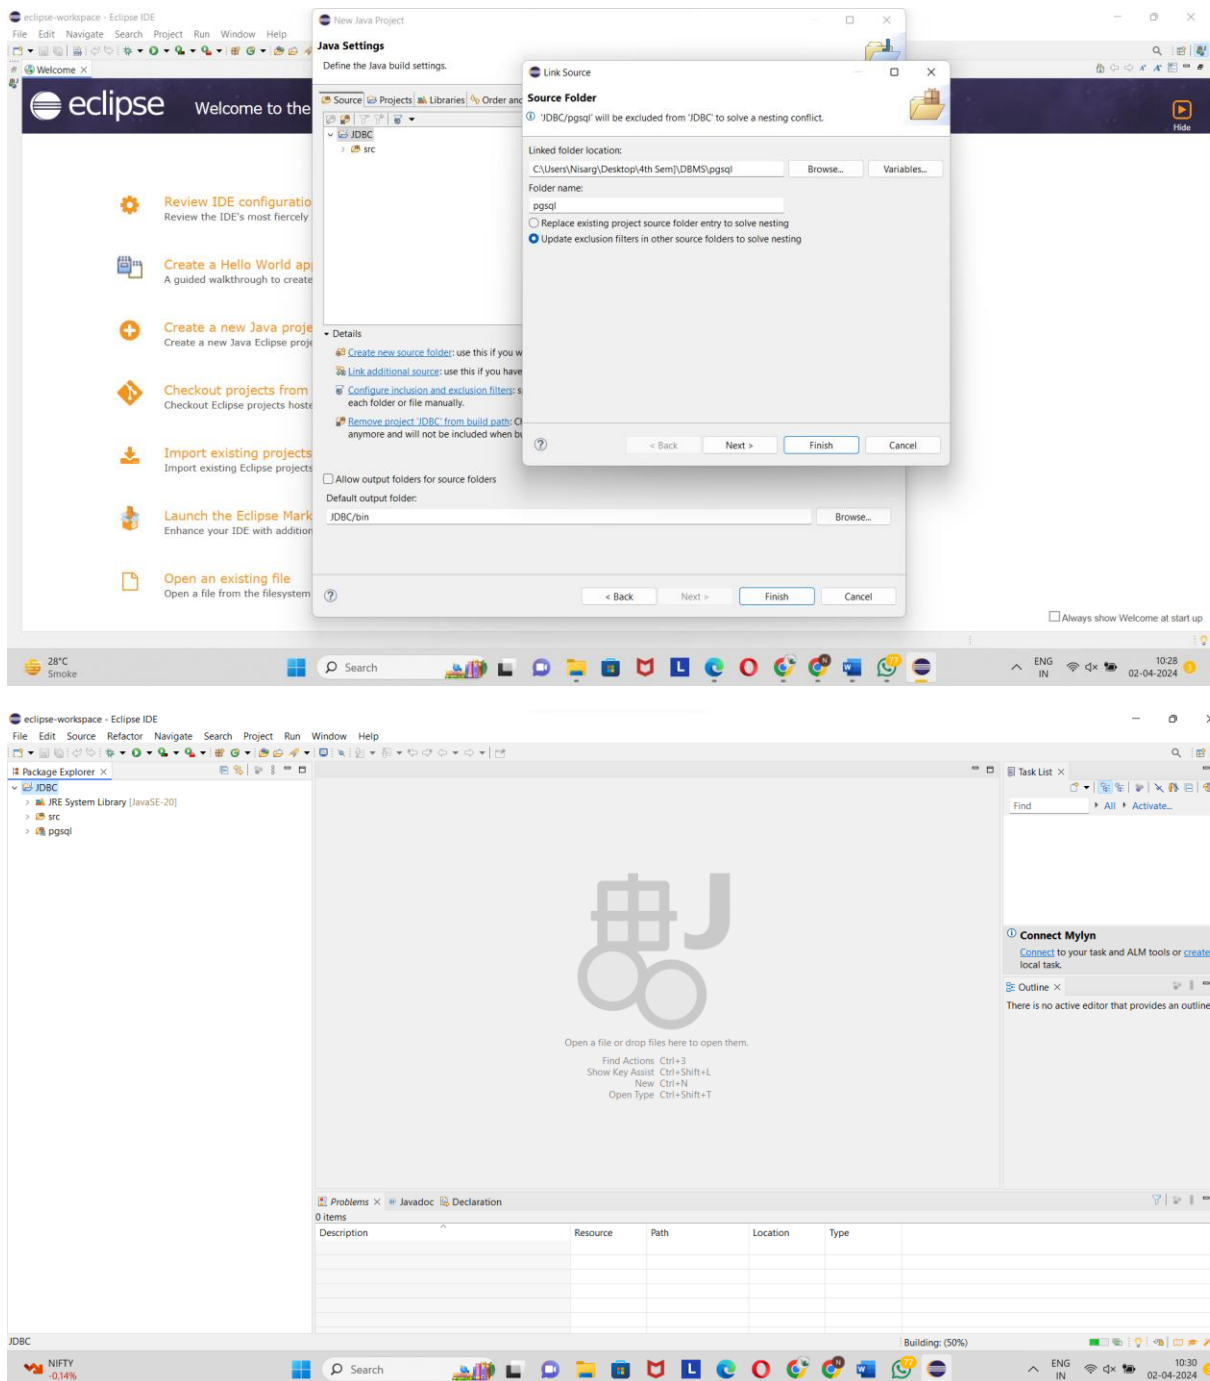 eclipse-workspace - Eclipse IDE
File Edit Navigate Search Project Run Window Help
Welcome
eclipse Welcome to the
Hide
Review IDE configuratio
Review the IDE's most fiercely
Create a Hello World ap
A guided walkthrough to create
Create a new Java proje
Create a new Java Eclipse proje
Checkout projects from
Checkout Eclipse projects hoste
Import existing projects
Import existing Eclipse projects
Launch the Eclipse Mark
Enhance your IDE with addition
Open an existing file
Open a file from the filesystem
Always show Welcome at start up
New Java Project
Java Settings
Define the Java build settings.
Source Projects Libraries Order and
JDBC
src
Details
Create new source folder: use this if you w
Link additional source: use this if you have
Configure inclusion and exclusion filters: s
each folder or file manually.
Remove project 'JDBC' from build path: Ch
anymore and will not be included when bu
Allow output folders for source folders
Default output folder:
JDBC/bin Browse...
< Back Next > Finish Cancel
Link Source
Source Folder
'JDBC/pgsql' will be excluded from 'JDBC' to solve a nesting conflict.
Linked folder location:
C:\Users\Nisarg\Desktop\4th Sem]\DBMS\pgsql Browse... Variables...
Folder name:
pgsql
Replace existing project source folder entry to solve nesting
Update exclusion filters in other source folders to solve nesting
< Back Next > Finish Cancel
28°C
Smoke
Search
ENG
IN
10:28
02-04-2024
eclipse-workspace - Eclipse IDE
File Edit Source Refactor Navigate Search Project Run Window Help
Package Explorer
JDBC
JRE System Library [JavaSE-20]
src
pgsql
Open a file or drop files here to open them.
Find Actions Ctrl+3
Show Key Assist Ctrl+Shift+L
New Ctrl+N
Open Type Ctrl+Shift+T
Task List
Find All Activate...
Connect Mylyn
Connect to your task and ALM tools or create
local task.
Outline
There is no active editor that provides an outline
Problems Javadoc Declaration
0 items
Description Resource Path Location Type
JDBC
Building: (50%)
NIFTY
-0.14%
Search
ENG
IN
10:30
02-04-2024